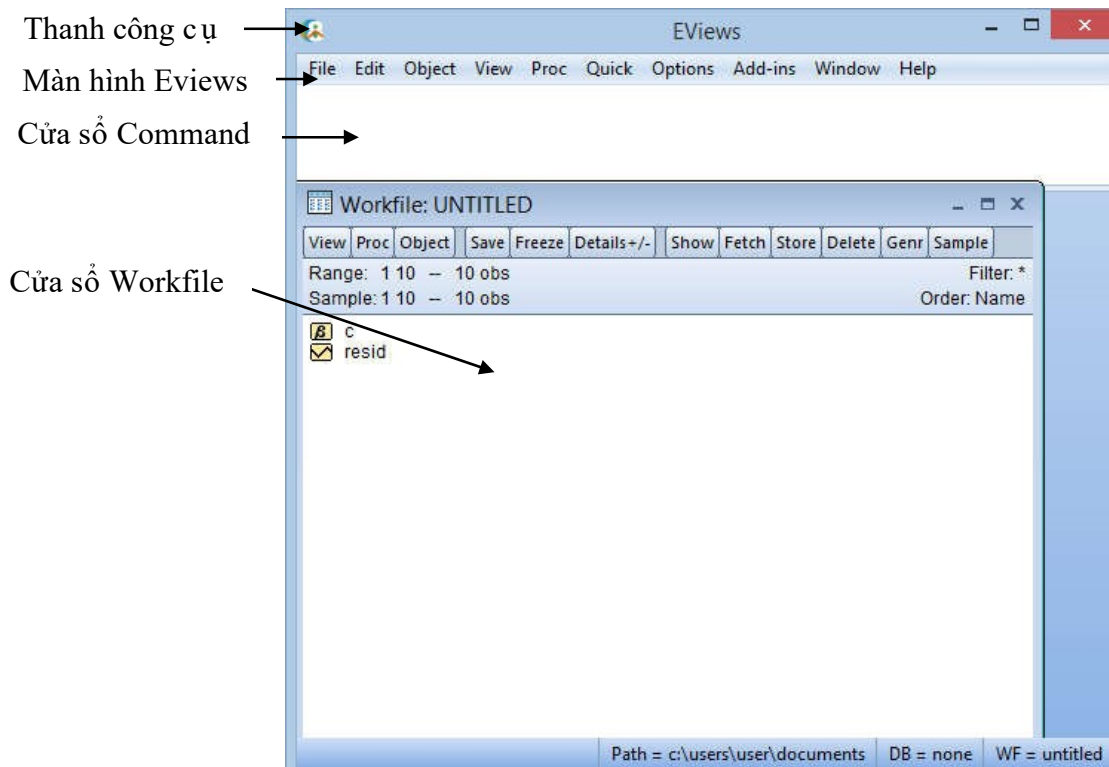 Thanh công cụ
EViews
Màn hình Eviews
File Edit Object View Proc Quick Options Add-ins Window Help
Cửa sổ Command
Workfile: UNTITLED
View Proc Object Save Freeze Details+/- Show Fetch Store Delete Genr Sample
Range: 1 10 -- 10 obs
Filter: *
Cửa sổ Workfile
Sample: 1 10 -- 10 obs
Order: Name
β c
resid
Path = c:\users\user\documents DB = none WF = untitled